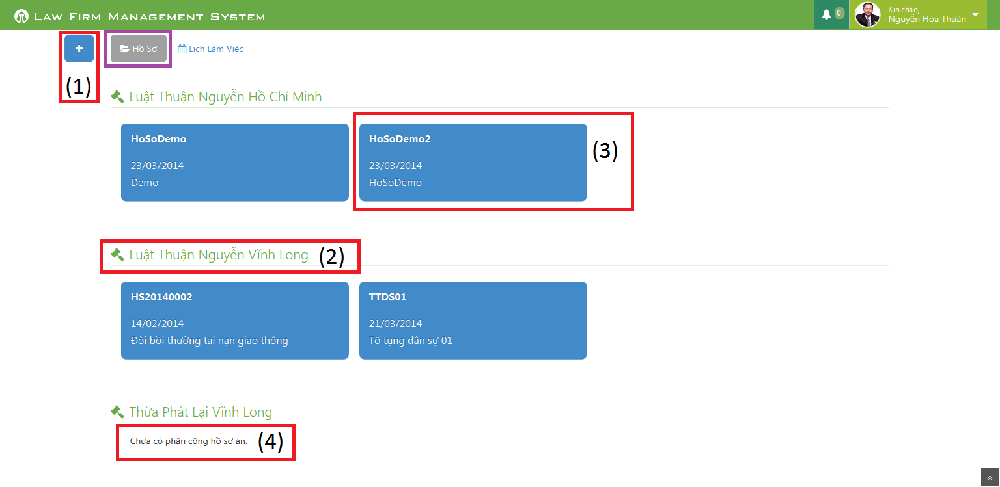 Law Firm Management System
0
Xin chào,
Nguyễn Hòa Thuận
Hồ Sơ
Lịch Làm Việc
(1)
Luật Thuận Nguyễn Hồ Chí Minh
HoSoDemo
23/03/2014
Demo
HoSoDemo2
23/03/2014
HoSoDemo
(3)
Luật Thuận Nguyễn Vĩnh Long
(2)
HS20140002
14/02/2014
Đòi bồi thường tai nạn giao thông
TTDS01
21/03/2014
Tố tụng dân sự 01
Thừa Phát Lại Vĩnh Long
Chưa có phân công hồ sơ án.
(4)